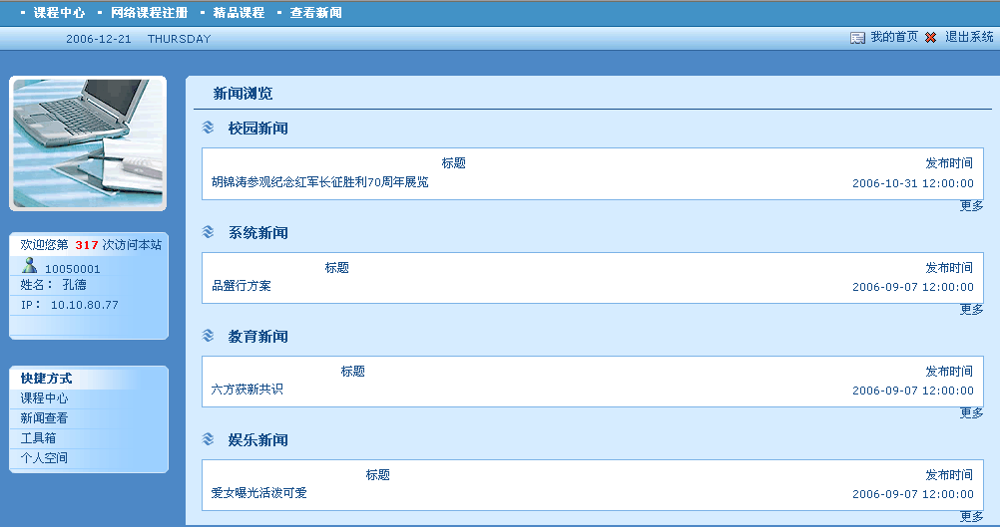 课程中心 网络课程注册 精品课程 查看新闻
2006-12-21 THURSDAY 我的首页 退出系统
欢迎您第 317 次访问本站
10050001
姓名： 孔德
IP： 10.10.80.77
快捷方式
课程中心
新闻查看
工具箱
个人空间
新闻浏览
校园新闻
标题 发布时间
胡锦涛参观纪念红军长征胜利70周年展览 2006-10-31 12:00:00
更多
系统新闻
标题 发布时间
品蟹行方案 2006-09-07 12:00:00
更多
教育新闻
标题 发布时间
六方获新共识 2006-09-07 12:00:00
更多
娱乐新闻
标题 发布时间
爱女曝光活泼可爱 2006-09-07 12:00:00
更多